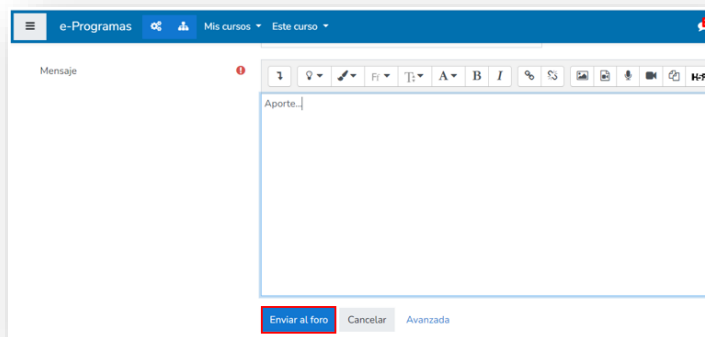 e-Programas Mis cursos Este curso
Mensaje
Aporte...
Enviar al foro Cancelar Avanzada